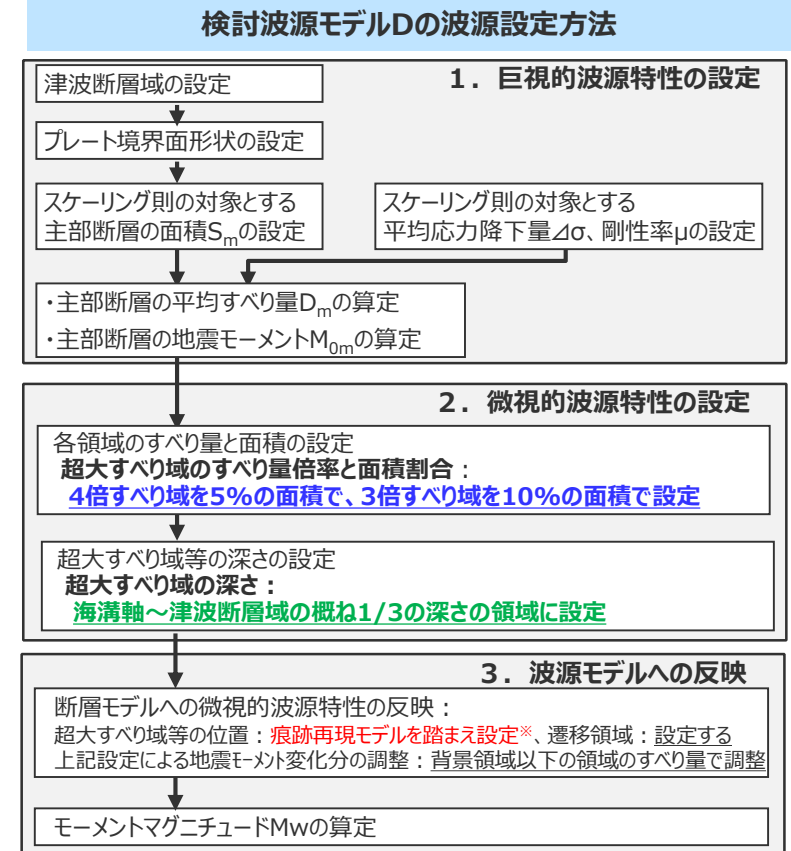 検討波源モデルDの波源設定方法
1．巨視的波源特性の設定
津波断層域の設定
プレート境界面形状の設定
スケーリング則の対象とする
主部断層の面積Smの設定
スケーリング則の対象とする
平均応力降下量⊿σ、剛性率μの設定
・主部断層の平均すべり量Dmの算定
・主部断層の地震モーメントM0mの算定
2．微視的波源特性の設定
各領域のすべり量と面積の設定
超大すべり域のすべり量倍率と面積割合：
4倍すべり域を5%の面積で、3倍すべり域を10%の面積で設定
超大すべり域等の深さの設定
超大すべり域の深さ：
海溝軸～津波断層域の概ね1/3の深さの領域に設定
3．波源モデルへの反映
断層モデルへの微視的波源特性の反映：
超大すべり域等の位置：痕跡再現モデルを踏まえ設定※、遷移領域：設定する
上記設定による地震ﾓｰﾒﾝﾄ変化分の調整：背景領域以下の領域のすべり量で調整
モーメントマグニチュードMwの算定